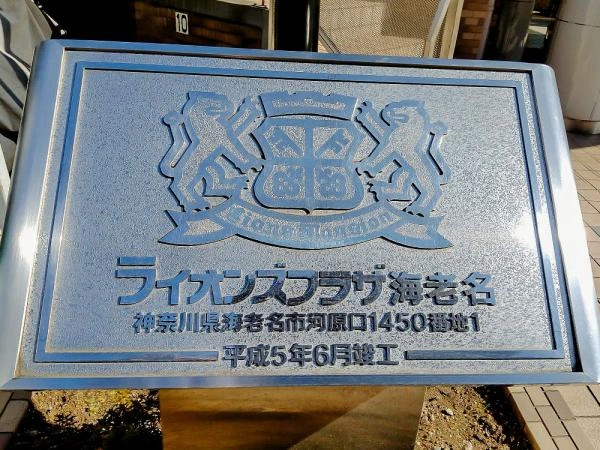 10
Lions Mansion
ライオンズプラザ海老名
神奈川県海老名市河原口1450番地1
平成5年6月竣工